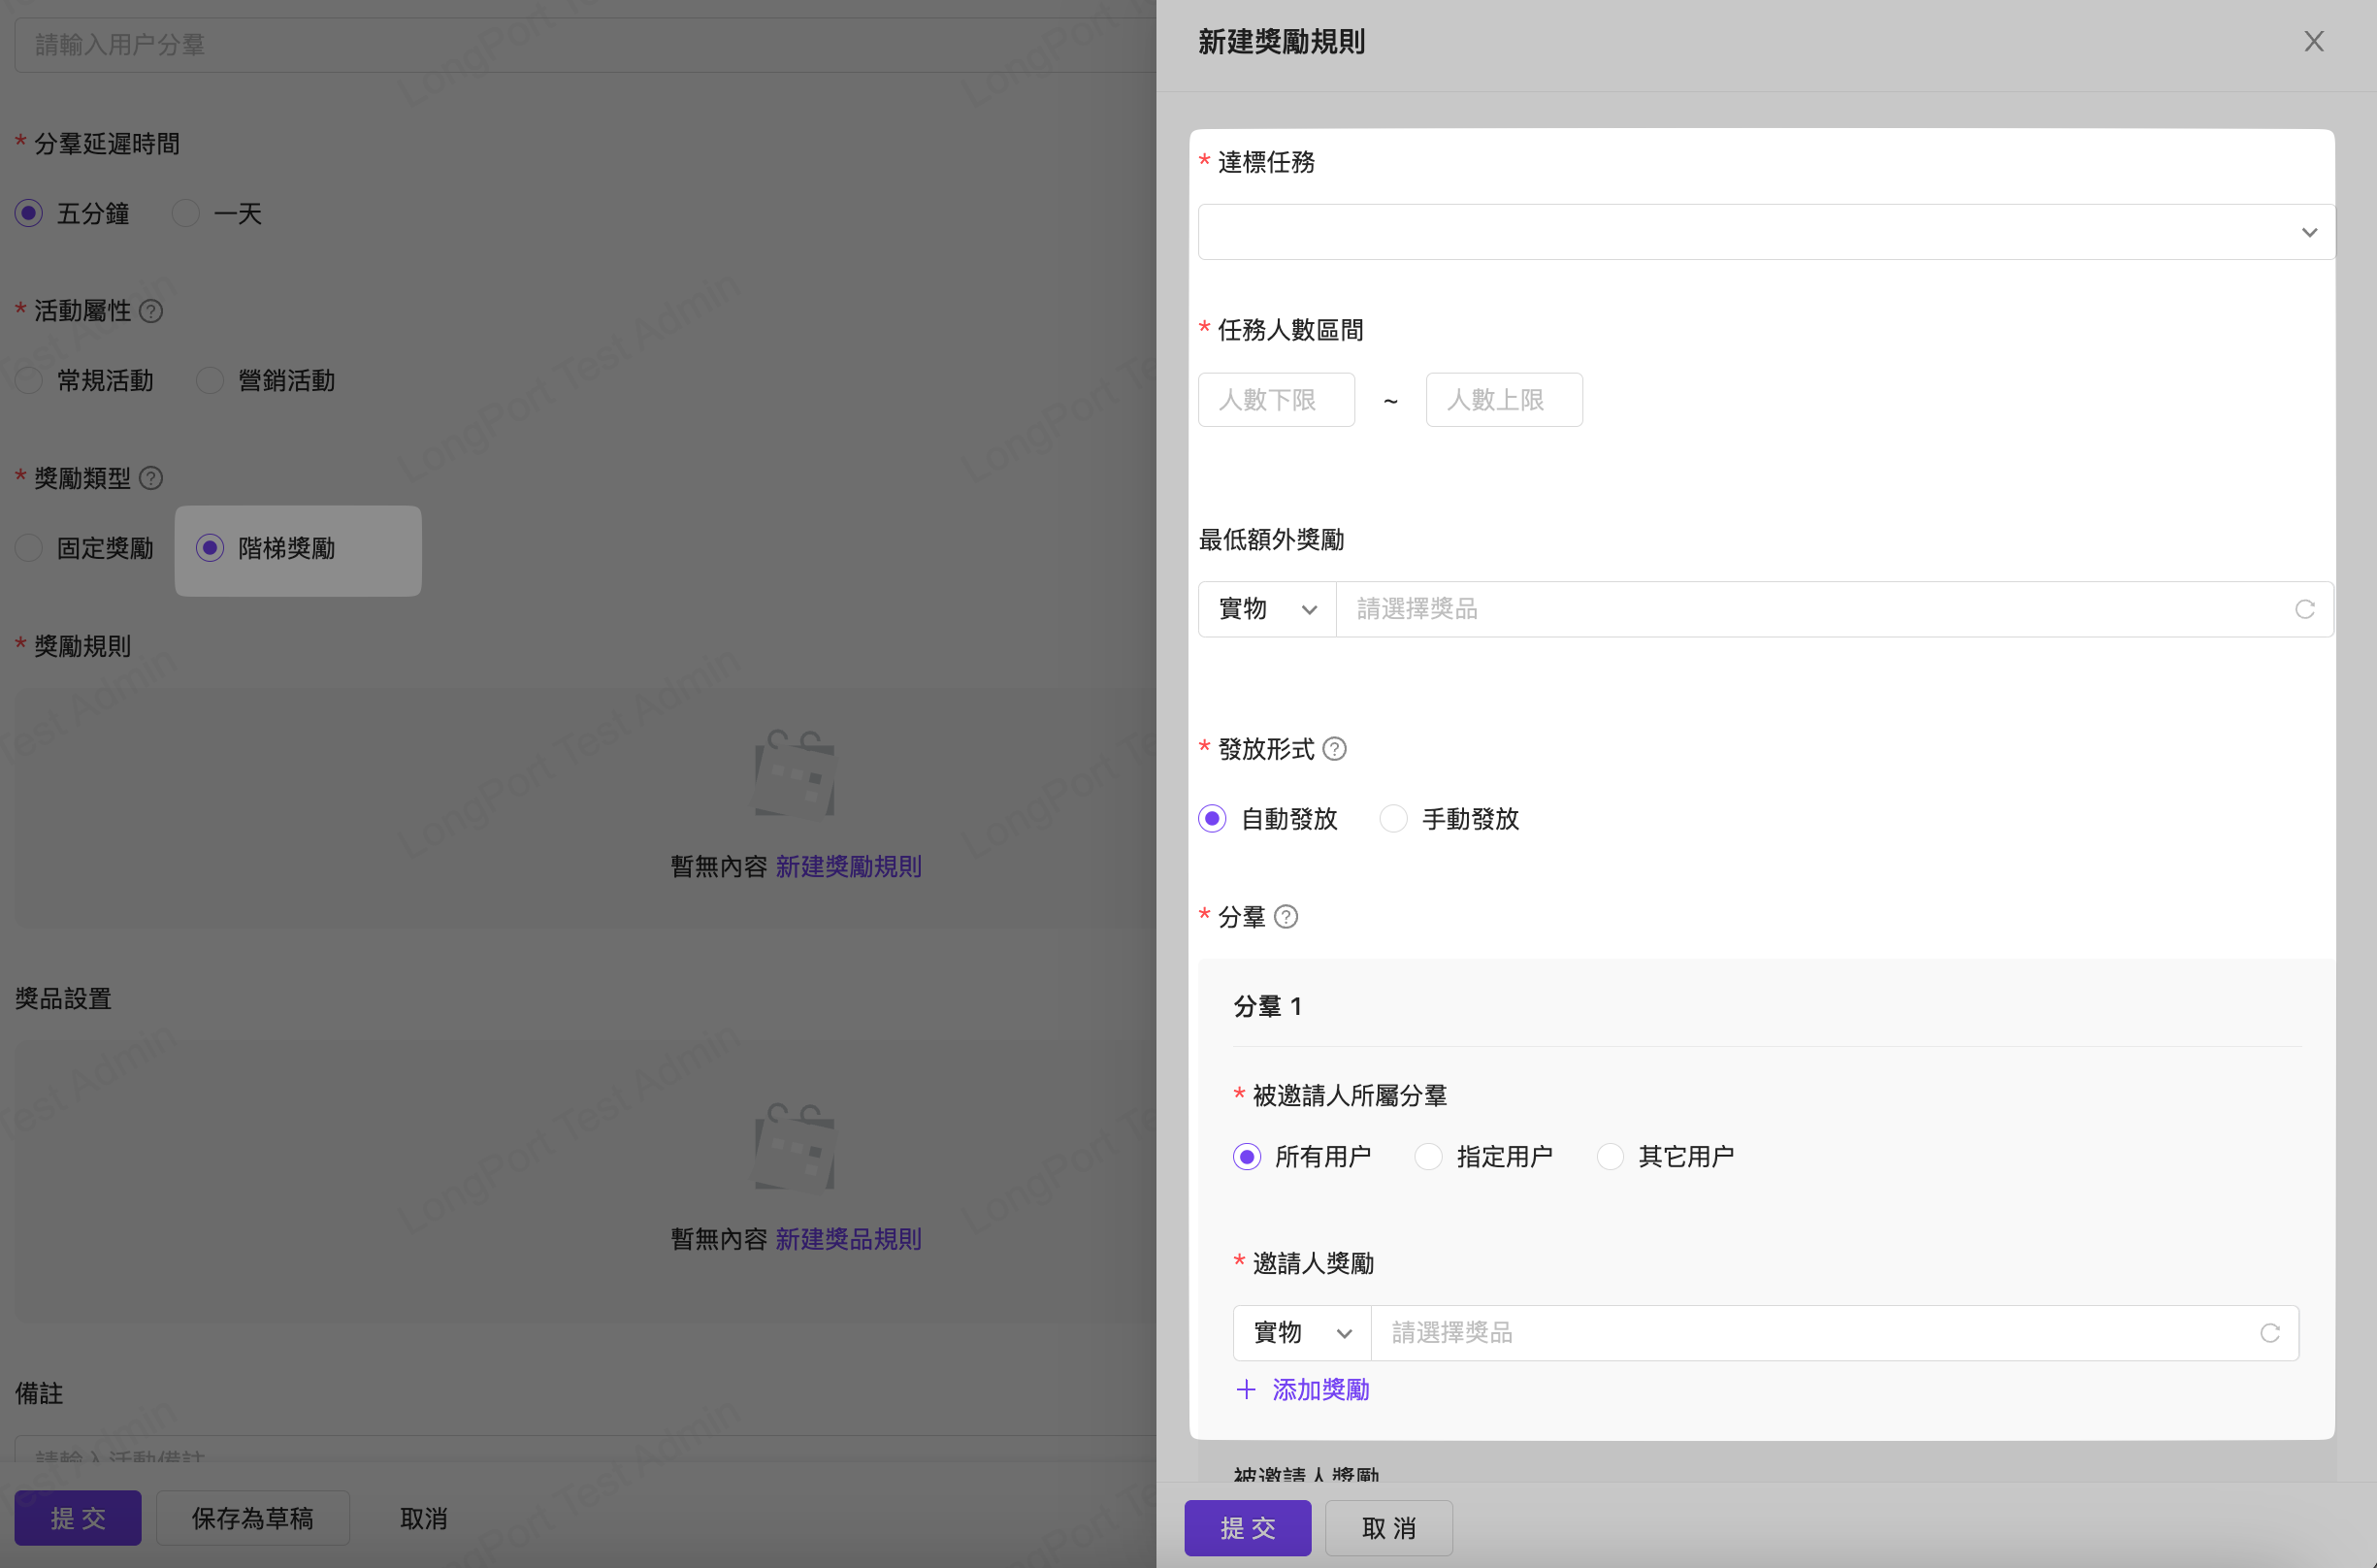 請輸入用户分羣
* 分羣延遲時間
五分鐘 一天
* 活動屬性 ?
常規活動 營銷活動
* 獎勵類型 ?
固定獎勵 階梯獎勵
* 獎勵規則
暫無內容 新建獎勵規則
獎品設置
暫無內容 新建獎品規則
備註
請輸入活動備註
提 交 保存為草稿 取消
新建獎勵規則
* 達標任務
* 任務人數區間
人數下限 ~ 人數上限
最低額外獎勵
實物 請選擇獎品
* 發放形式 ?
自動發放 手動發放
* 分羣 ?
分羣 1
* 被邀請人所屬分羣
所有用户 指定用户 其它用户
* 邀請人獎勵
實物 請選擇獎品
+ 添加獎勵
被邀請人獎勵
提 交 取 消
LongPort Test Admin